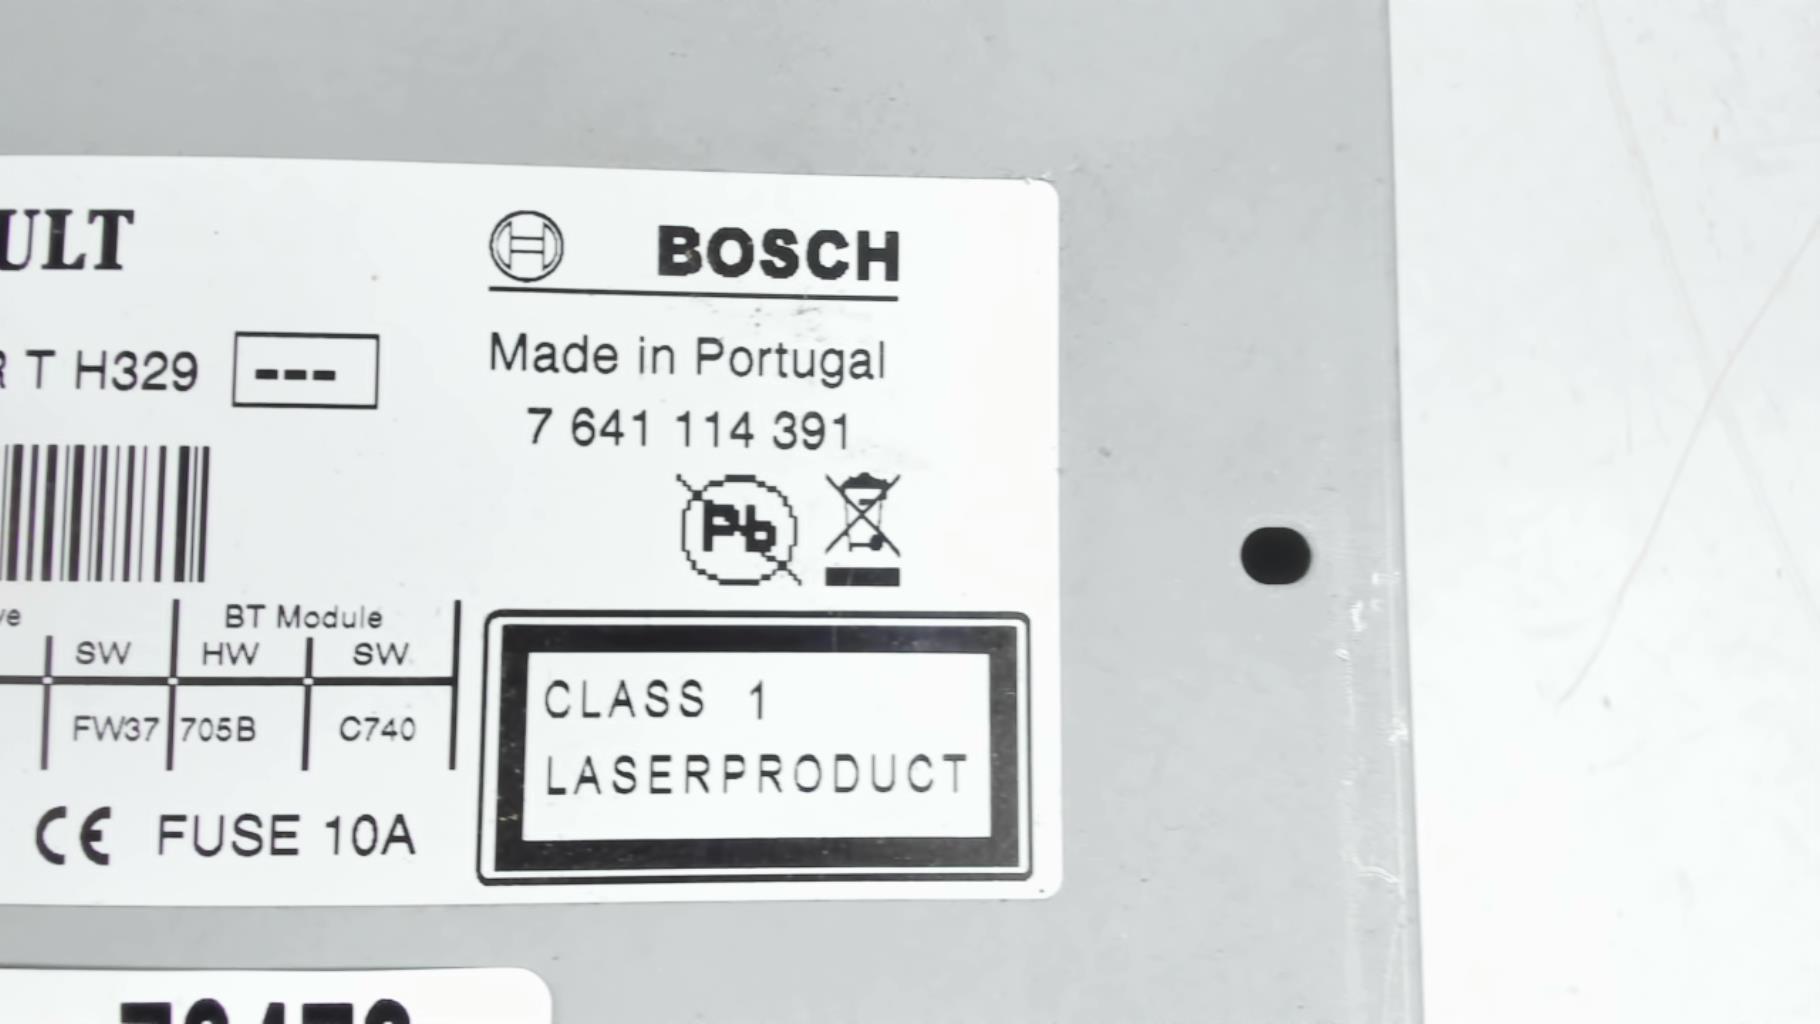 ULT
BOSCH
T H329
---
Made in Portugal
7 641 114 391
Pb
BT Module
SW
HW
SW
FW37
705B
C740
CLASS 1
LASERPRODUCT
CE FUSE 10A